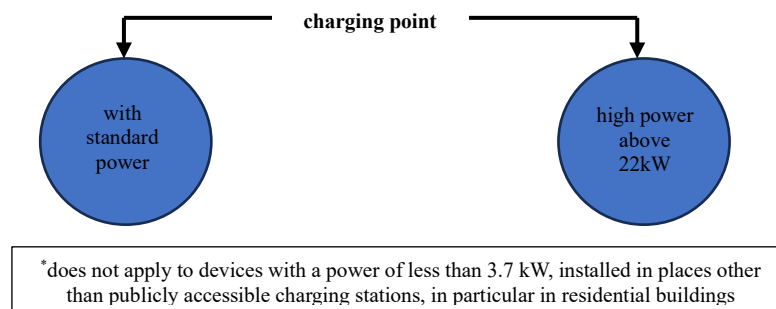 charging point
with
standard
power
high power
above
22kW
*does not apply to devices with a power of less than 3.7 kW, installed in places other
than publicly accessible charging stations, in particular in residential buildings